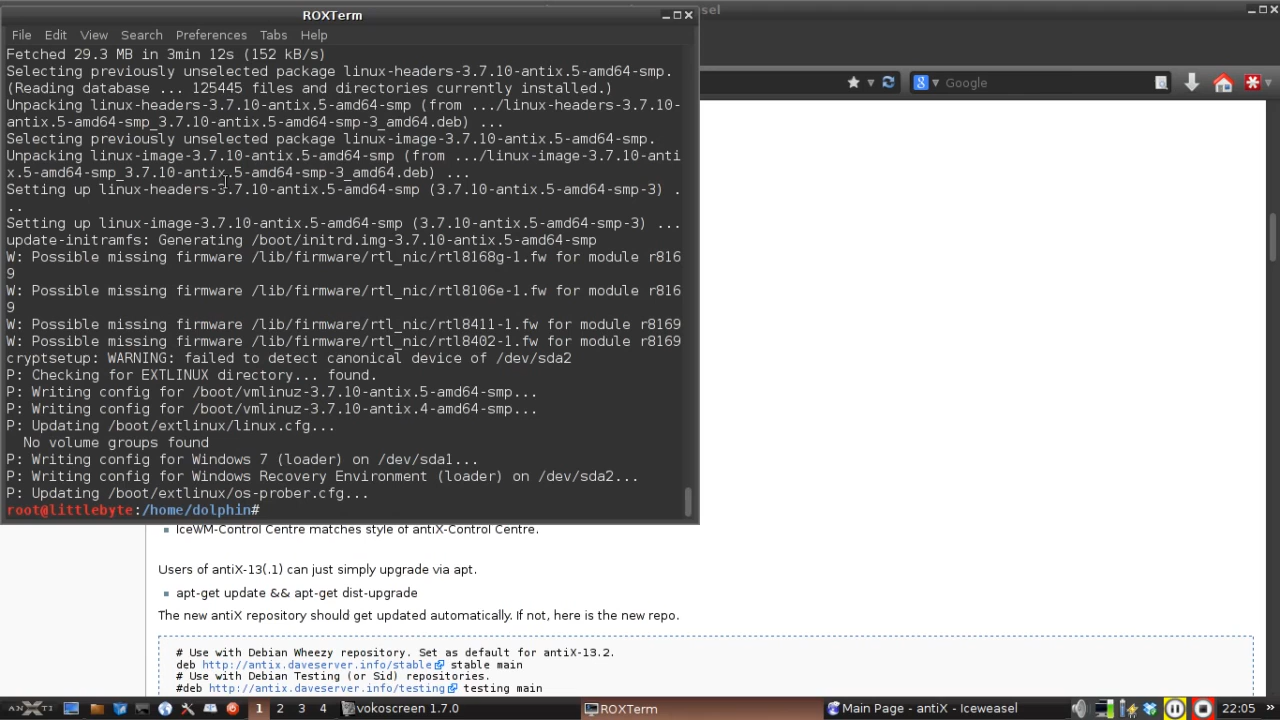 ROXTerm
File Edit View Search Preferences Tabs Help
Fetched 29.3 MB in 3min 12s (152 kB/s)
Selecting previously unselected package linux-headers-3.7.10-antix.5-amd64-smp.
(Reading database ... 125445 files and directories currently installed.)
Unpacking linux-headers-3.7.10-antix.5-amd64-smp (from .../linux-headers-3.7.10-
antix.5-amd64-smp_3.7.10-antix.5-amd64-smp-3_amd64.deb) ...
Selecting previously unselected package linux-image-3.7.10-antix.5-amd64-smp.
Unpacking linux-image-3.7.10-antix.5-amd64-smp (from .../linux-image-3.7.10-anti
x.5-amd64-smp_3.7.10-antix.5-amd64-smp-3_amd64.deb) ...
Setting up linux-headers-3.7.10-antix.5-amd64-smp (3.7.10-antix.5-amd64-smp-3) .
..
Setting up linux-image-3.7.10-antix.5-amd64-smp (3.7.10-antix.5-amd64-smp-3) ...
update-initramfs: Generating /boot/initrd.img-3.7.10-antix.5-amd64-smp
W: Possible missing firmware /lib/firmware/rtl_nic/rtl8168g-1.fw for module r816
9
W: Possible missing firmware /lib/firmware/rtl_nic/rtl8106e-1.fw for module r816
9
W: Possible missing firmware /lib/firmware/rtl_nic/rtl8411-1.fw for module r8169
W: Possible missing firmware /lib/firmware/rtl_nic/rtl8402-1.fw for module r8169
cryptsetup: WARNING: failed to detect canonical device of /dev/sda2
P: Checking for EXTLINUX directory... found.
P: Writing config for /boot/vmlinuz-3.7.10-antix.5-amd64-smp...
P: Writing config for /boot/vmlinuz-3.7.10-antix.4-amd64-smp...
P: Updating /boot/extlinux/linux.cfg...
No volume groups found
P: Writing config for Windows 7 (loader) on /dev/sda1...
P: Writing config for Windows Recovery Environment (loader) on /dev/sda2...
P: Updating /boot/extlinux/os-prober.cfg...
root@littlebyte:/home/dolphin#
Google
IceWM-Control Centre matches style of antiX-Control Centre.
Users of antiX-13(.1) can just simply upgrade via apt.
apt-get update && apt-get dist-upgrade
The new antiX repository should get updated automatically. If not, here is the new repo.
# Use with Debian Wheezy repository. Set as default for antiX-13.2.
deb http://antix.daveserver.info/stable stable main
# Use with Debian Testing (or Sid) repositories.
#deb http://antix.daveserver.info/testing testing main
1 2 3 4 vokoscreen 1.7.0 ROXTerm Main Page - antiX - Iceweasel 22:05